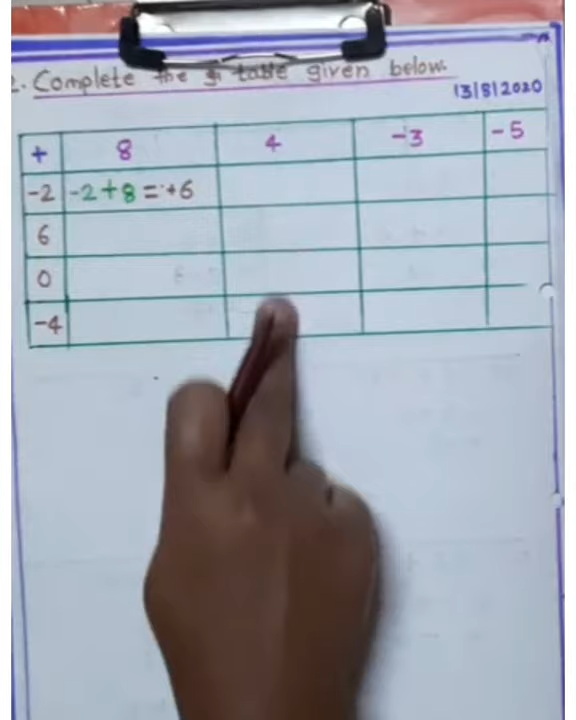 2. Complete the table given below.
13/8/2020
+ 8 4 -3 -5
-2 -2+8=+6
6
0
-4